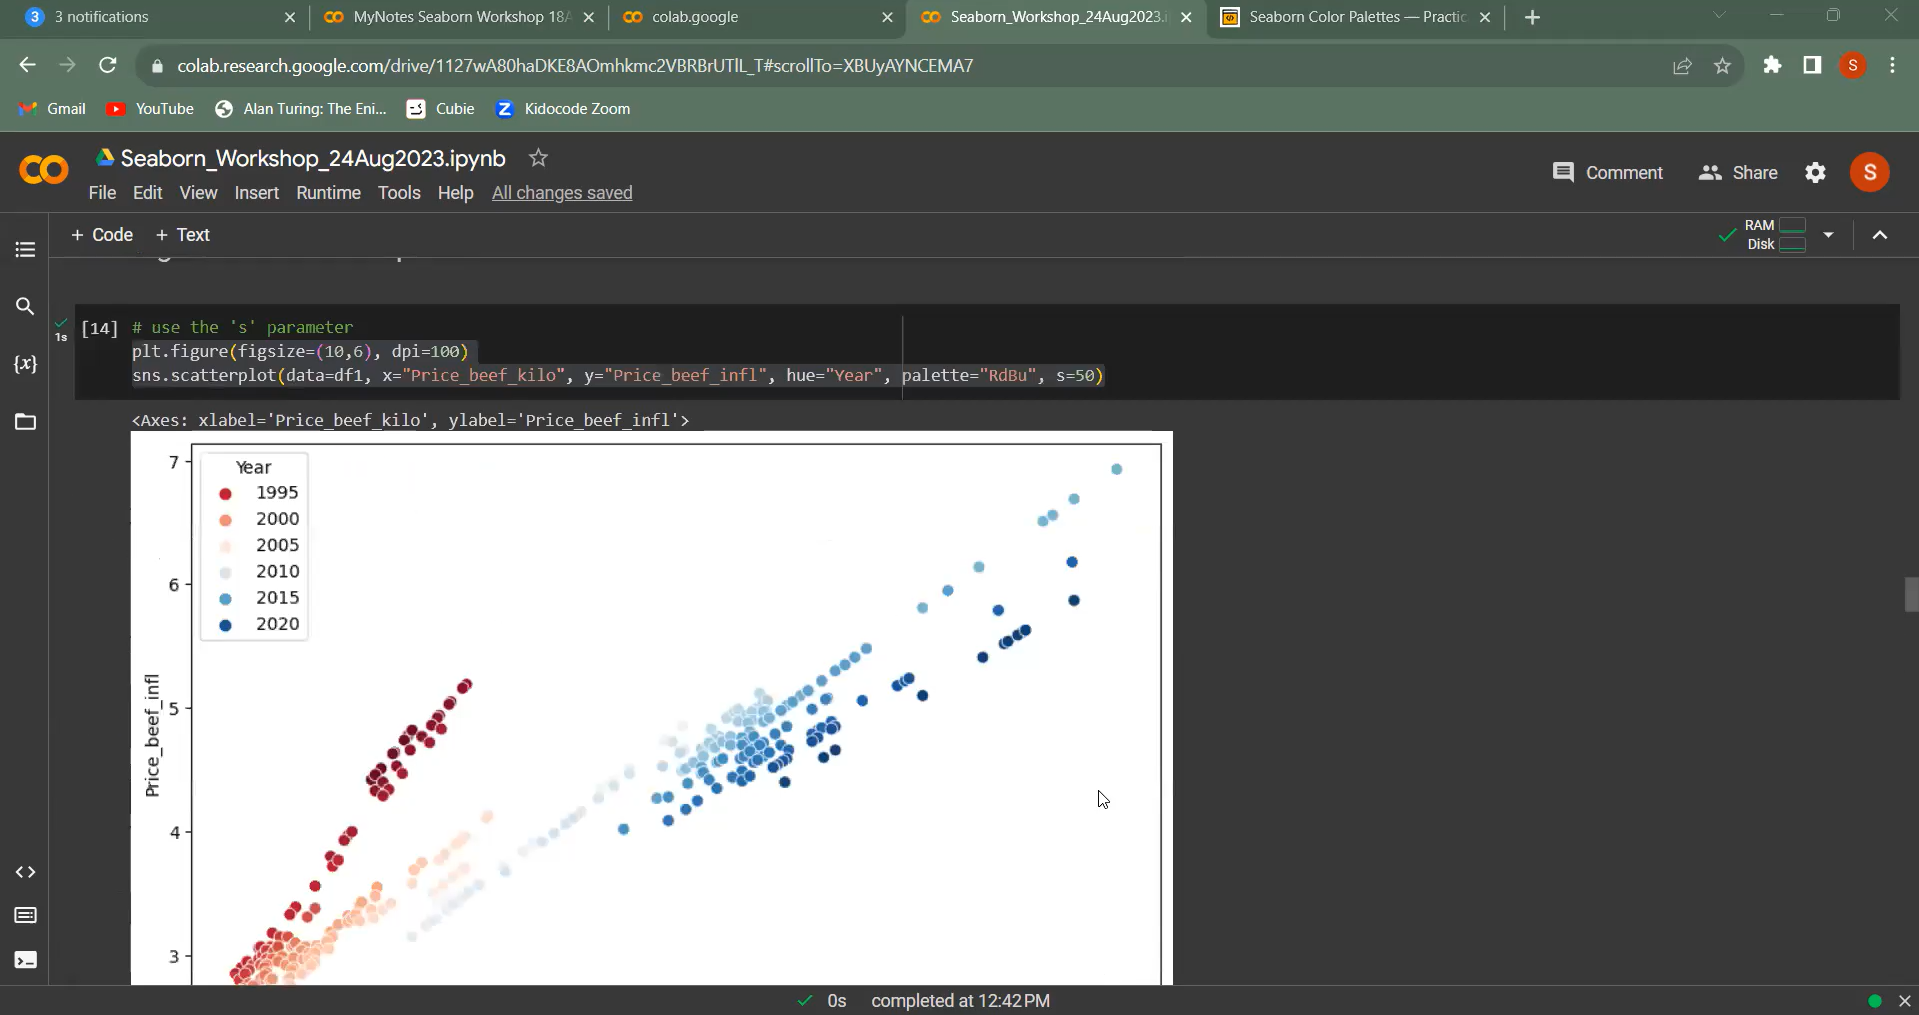 3 3 notifications
MyNotes Seaborn Workshop 18A
colab.google
Seaborn_Workshop_24Aug2023.i
Seaborn Color Palettes — Practic
colab.research.google.com/drive/1127wA80haDKE8AOmhkmc2VBRBrUTlL_T#scrollTo=XBUyAYNCEMA7
S
Gmail YouTube Alan Turing: The Eni... Cubie Kidocode Zoom
Seaborn_Workshop_24Aug2023.ipynb
Comment Share S
File Edit View Insert Runtime Tools Help All changes saved
+ Code + Text
RAM
Disk
[14] # use the 's' parameter
1s
plt.figure(figsize=(10,6), dpi=100)
sns.scatterplot(data=df1, x="Price_beef_kilo", y="Price_beef_infl", hue="Year", palette="RdBu", s=50)
{x}
<Axes: xlabel='Price_beef_kilo', ylabel='Price_beef_infl'>
Year
1995
2000
2005
2010
2015
2020
7
6
5
4
3
Price_beef_infl
0s completed at 12:42 PM